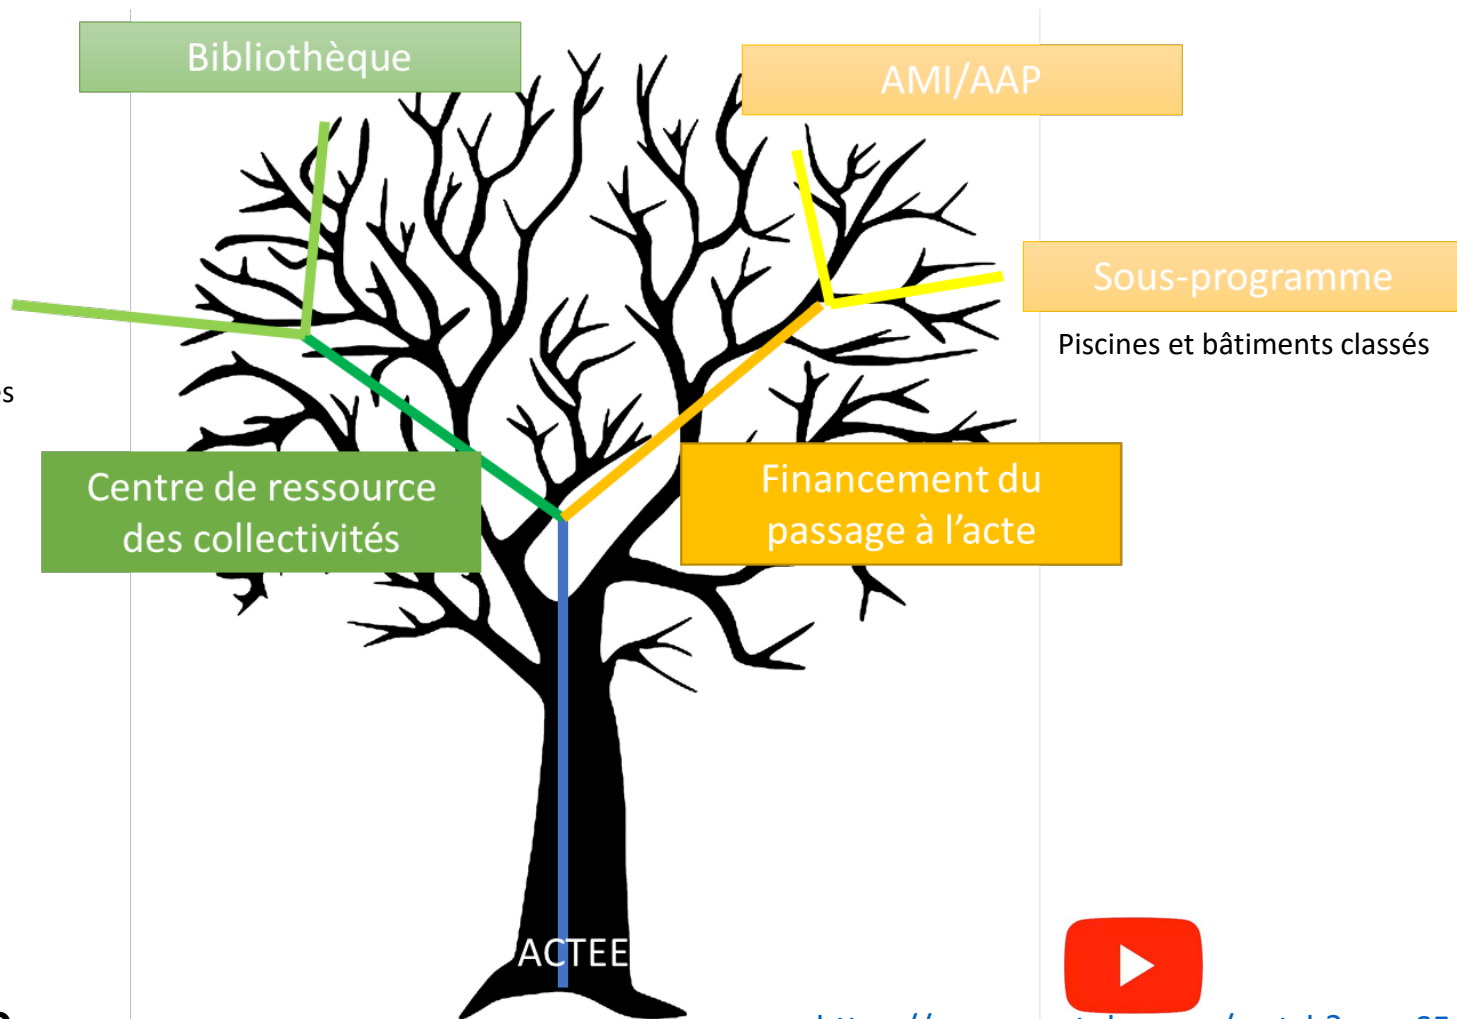 Bibliothèque
AMI/AAP
Sous-programme
Piscines et bâtiments classés
Centre de ressource
des collectivités
Financement du
passage à l'acte
ACTEE